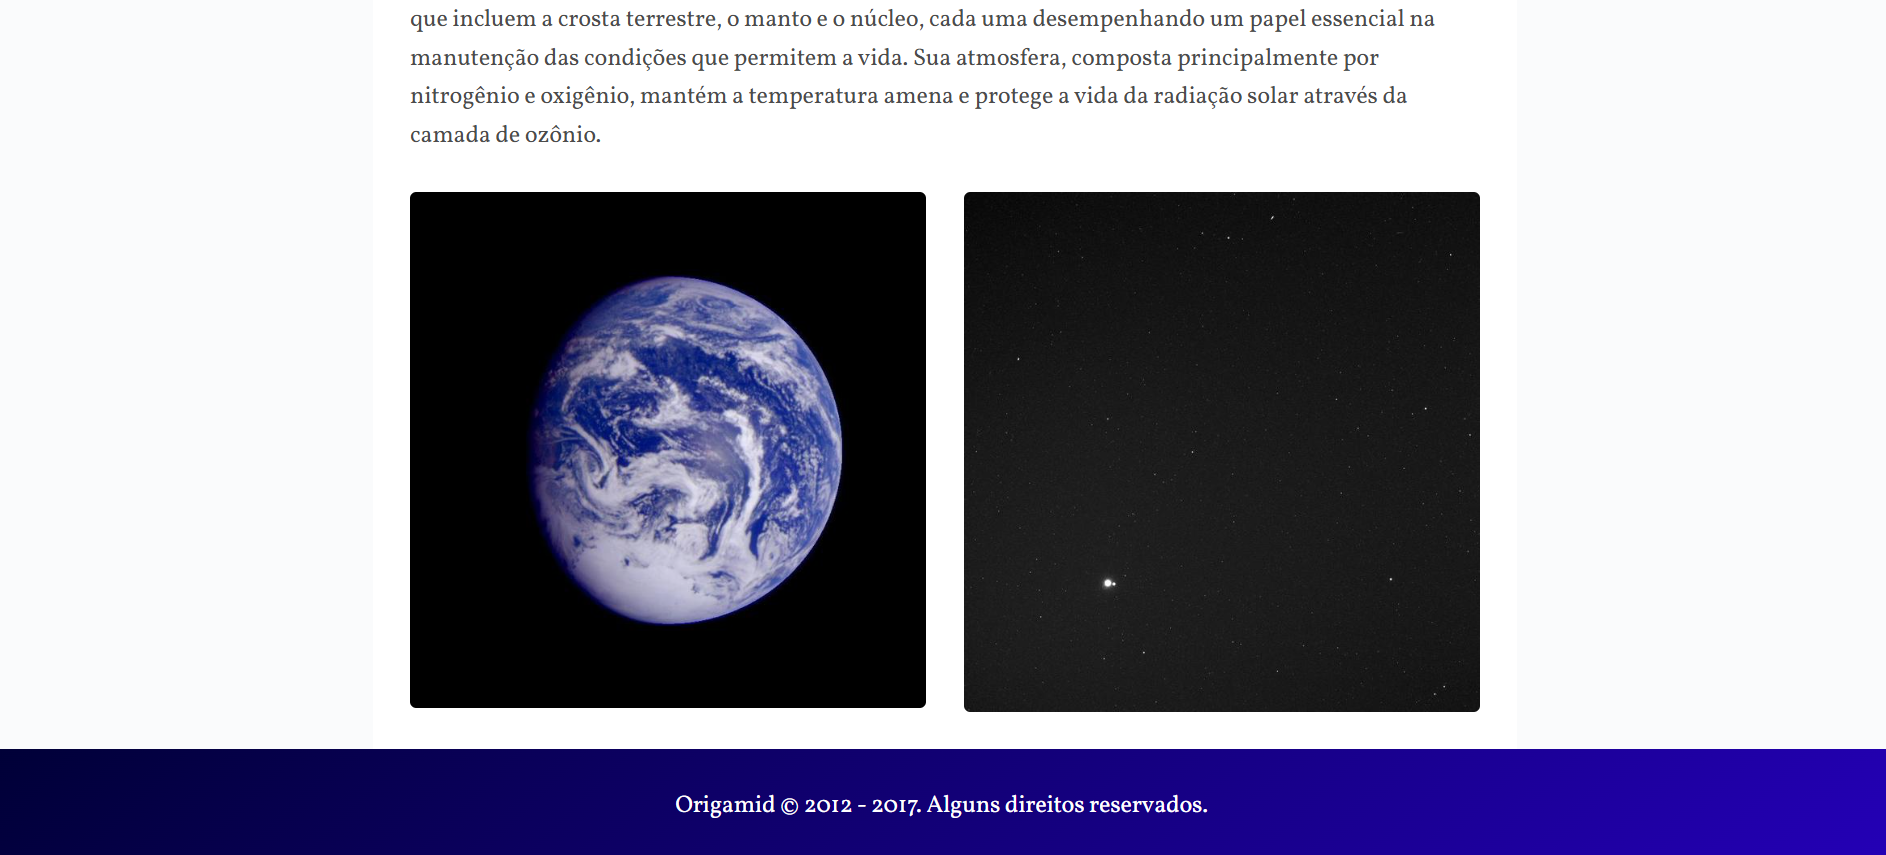 que incluem a crosta terrestre, o manto e o núcleo, cada uma desempenhando um papel essencial na
manutenção das condições que permitem a vida. Sua atmosfera, composta principalmente por
nitrogênio e oxigênio, mantém a temperatura amena e protege a vida da radiação solar através da
camada de ozônio.
Origamid © 2012 - 2017. Alguns direitos reservados.